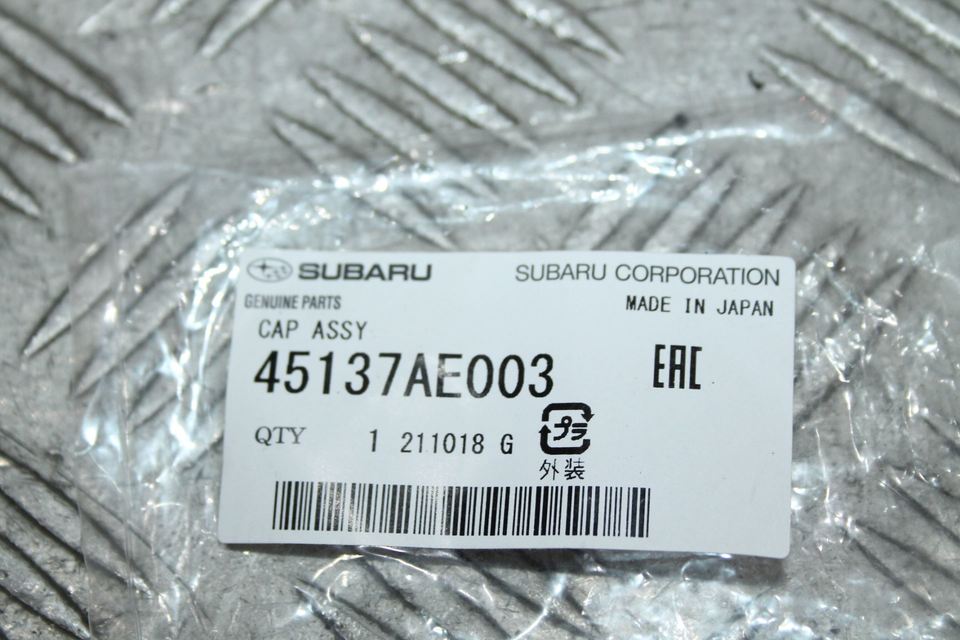 SUBARU SUBARU CORPORATION
GENUINE PARTS MADE IN JAPAN
CAP ASSY
45137AE003 EAC
QTY 1 211018 G プラ
外装